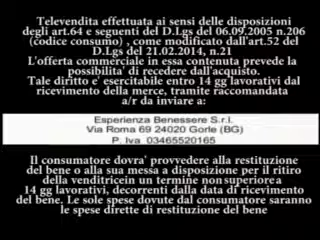 Televendita effettuata ai sensi delle disposizioni
degli art.64 e seguenti del D.Lgs del 06.09.2005 n.206
(codice consumo) , come modificato dall'art.52 del
D.Lgs del 21.02.2014, n.21
L'offerta commerciale in essa contenuta prevede la
possibilita' di recedere dall'acquisto.
Tale diritto e' esercitabile entro 14 gg lavorativi dal
ricevimento della merce, tramite raccomandata
a/r da inviare a:
Esperienza Benessere S.r.l.
Via Roma 69 24020 Gorle (BG)
P. Iva 03465520165
Il consumatore dovra' provvedere alla restituzione
del bene o alla sua messa a disposizione per il ritiro
della venditricein un termine nonsuperiore a
14 gg lavorativi, decorrenti dalla data di ricevimento
del bene. Le sole spese dovute dal consumatore saranno
le spese dirette di restituzione del bene